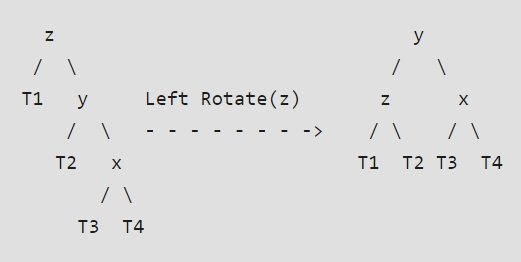 z y
/ \ / \
T1 y Left Rotate(z) z x
/ \ - - - - - - - -> / \ / \
T2 x T1 T2 T3 T4
/ \
T3 T4